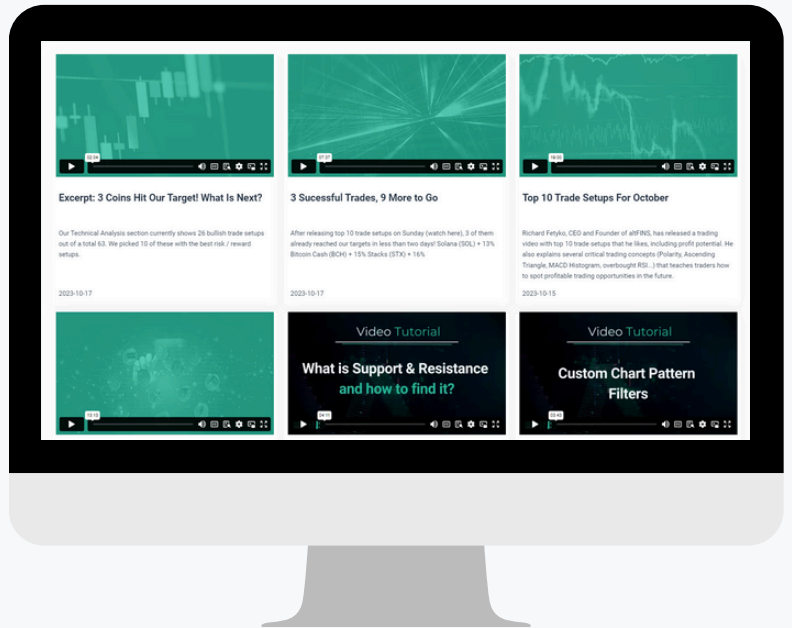 02:04
07:37
Excerpt: 3 Coins Hit Our Target! What Is Next?
Our Technical Analysis section currently shows 26 bullish trade setups
out of a total 63. We picked 10 of these with the best risk / reward
setups.
2023-10-17
3 Sucessful Trades, 9 More to Go
After releasing top 10 trade setups on Sunday (watch here), 3 of them
already reached our targets in less than two days! Solana (SOL) + 13%
Bitcoin Cash (BCH) + 15% Stacks (STX) + 16%
2023-10-17
Top 10 Trade Setups For October
Richard Fetyko, CEO and Founder of altFINS, has released a trading
video with top 10 trade setups that he likes, including profit potential. He
also explains several critical trading concepts (Polarity, Ascending
Triangle, MACD Histogram, overbought RSI...) that teaches traders how
to spot profitable trading opportunities in the future.
2023-10-15
Video Tutorial
What is Support & Resistance
and how to find it?
04:11
Video Tutorial
Custom Chart Pattern
Filters
03:43